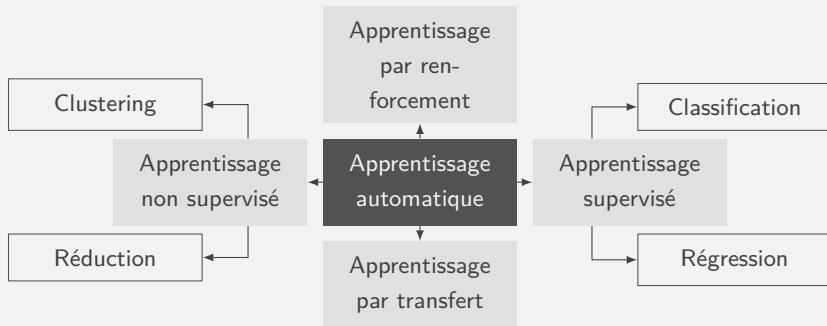 Apprentissage
par ren-
forcement
Clustering
Classification
Apprentissage
non supervisé
Apprentissage
automatique
Apprentissage
supervisé
Réduction
Apprentissage
par transfert
Régression